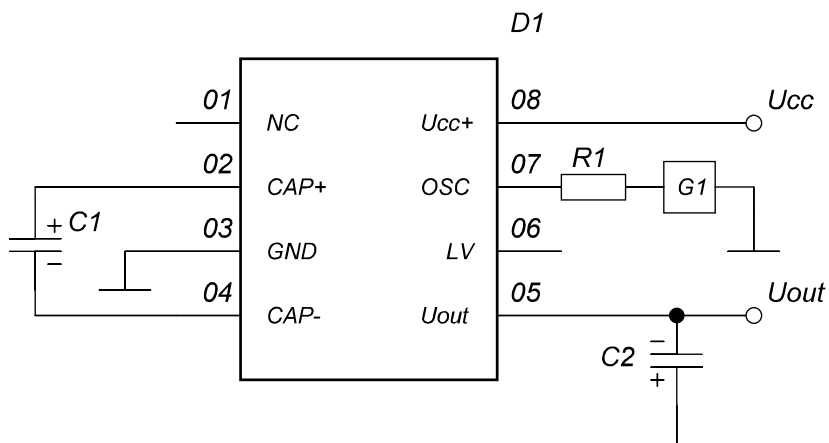 D1
01 NC Ucc+ 08 Ucc
02 CAP+ OSC 07 R1 G1
+ C1 03 GND LV 06
−
04 CAP- Uout 05 Uout
−
C2
+